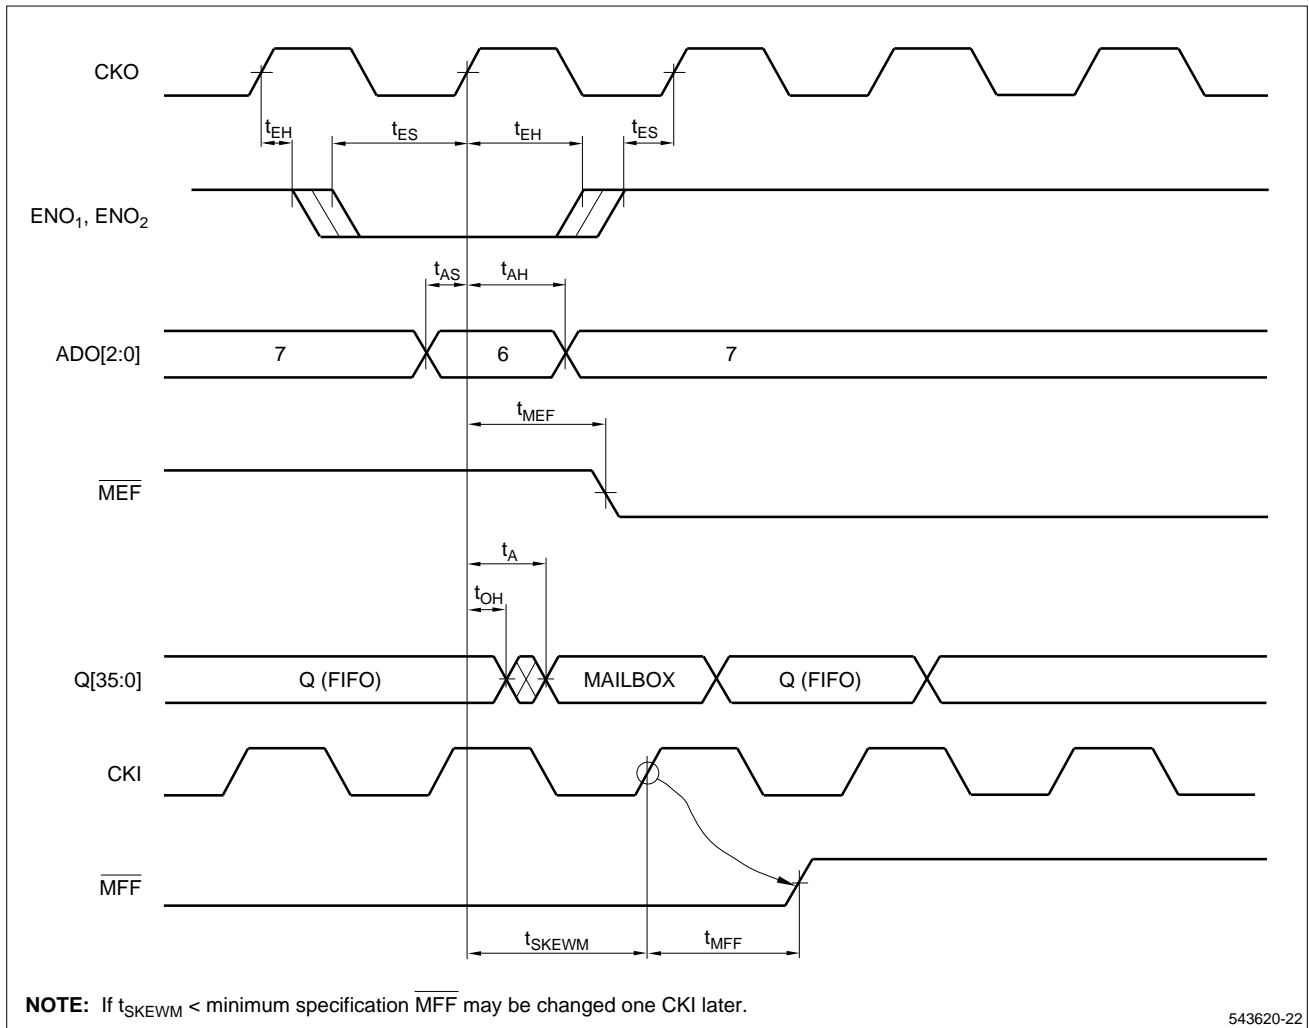 CKO
tEH
tES
tEH
tES
ENO1, ENO2
tAS
tAH
ADO[2:0]
7
6
7
tMEF
MEF
tA
tOH
Q[35:0]
Q (FIFO)
MAILBOX
Q (FIFO)
CKI
MFF
tSKEWM
tMFF
NOTE: If tSKEWM < minimum specification MFF may be changed one CKI later.
543620-22